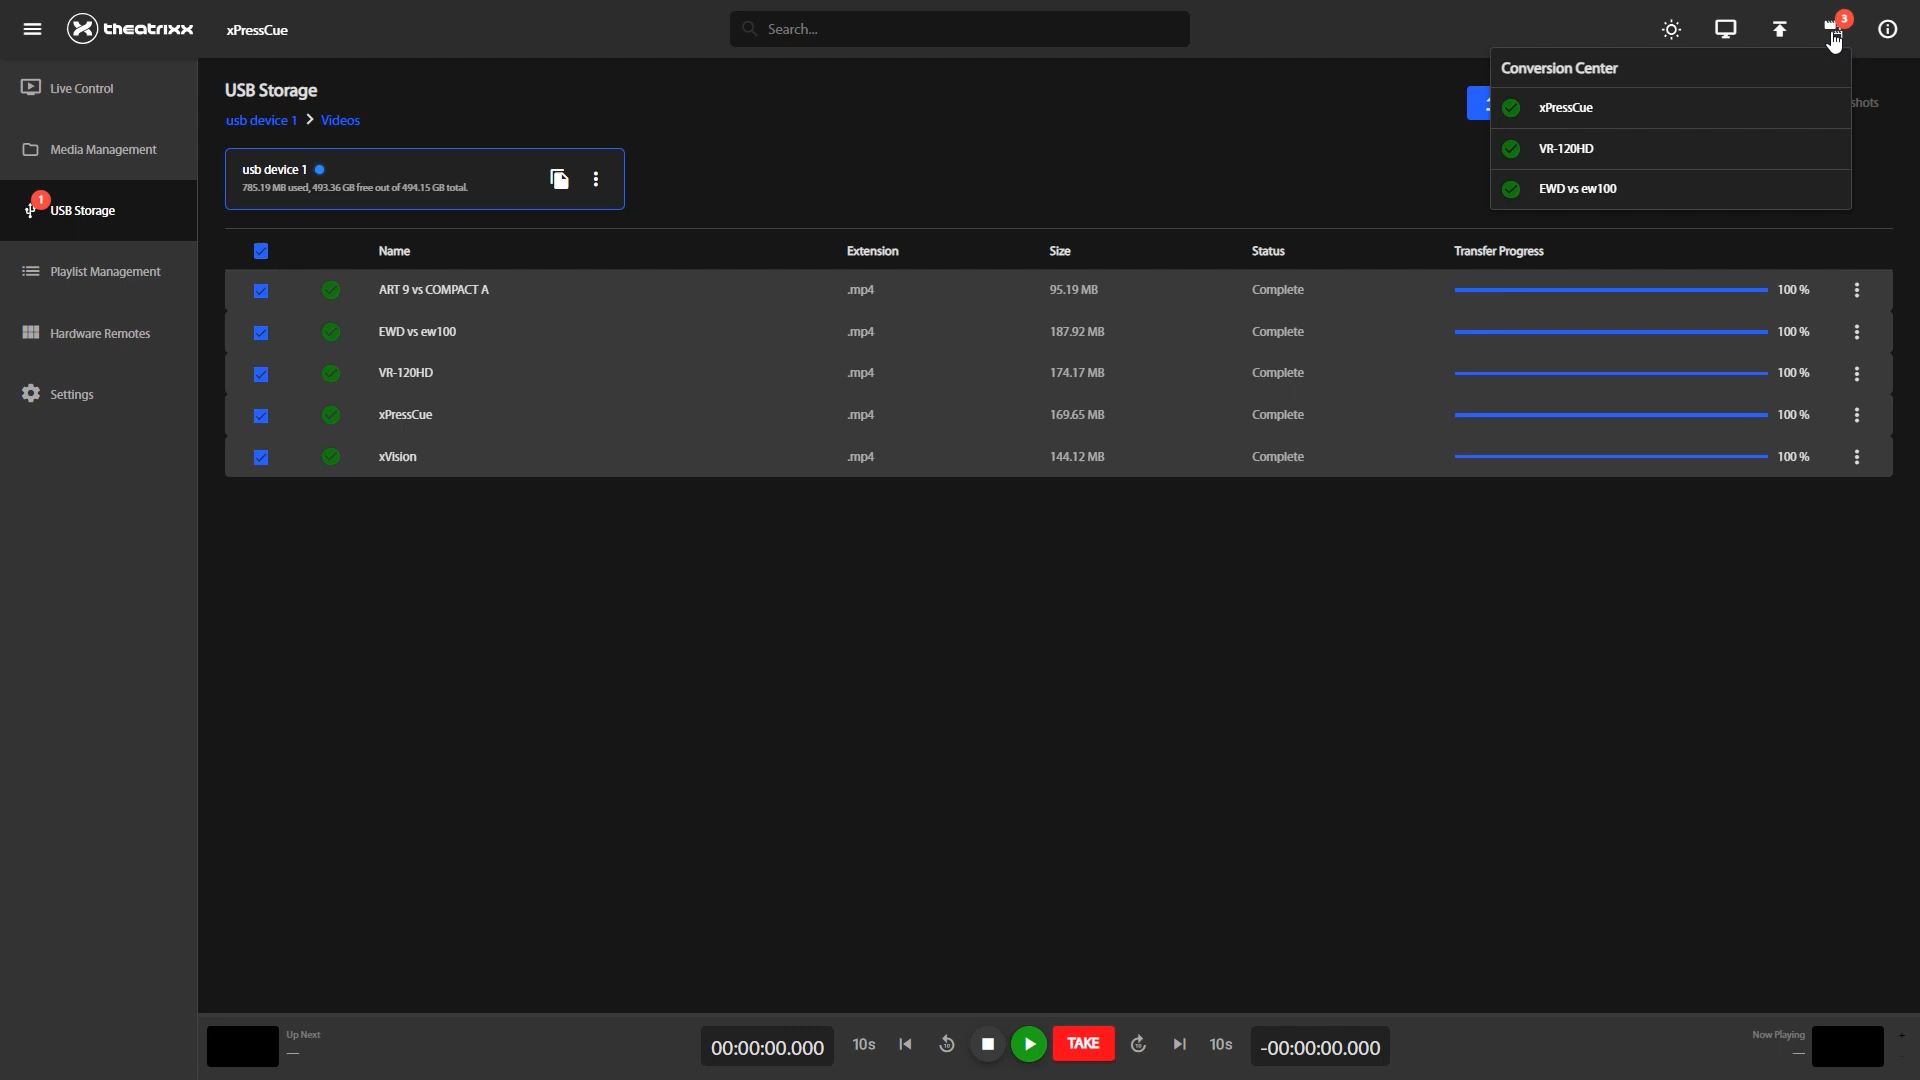 theatrixx
xPressCue
Search...
3
Live Control
Media Management
1
USB Storage
Playlist Management
Hardware Remotes
Settings
USB Storage
usb device 1 > Videos
usb device 1
785.19 MB used, 493.36 GB free out of 494.15 GB total.
Conversion Center
xPressCue
VR-120HD
EWD vs ew100
shots
Name Extension Size Status Transfer Progress
ART 9 vs COMPACT A .mp4 95.19 MB Complete 100 %
EWD vs ew100 .mp4 187.92 MB Complete 100 %
VR-120HD .mp4 174.17 MB Complete 100 %
xPressCue .mp4 169.65 MB Complete 100 %
xVision .mp4 144.12 MB Complete 100 %
Up Next
—
00:00:00.000
10s
10
TAKE
10
10s
-00:00:00.000
Now Playing
—